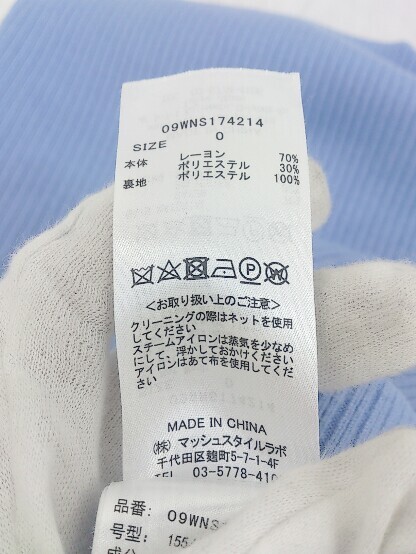 09WNS174214
SIZE 0
本体 レーヨン 70%
ポリエステル 30%
裏地 ポリエステル 100%
<お取り扱い上のご注意>
クリーニングの際はネットを使用
してください
スチームアイロンは蒸気を少なめ
にして、浮かしておかけください
アイロンはあて布を使用してくだ
さい
MADE IN CHINA
(株) マッシュスタイルラボ
千代田区麹町5-7-1-4F
TEL 03-5778-410
品番: 09WNS
号型: 155
成分